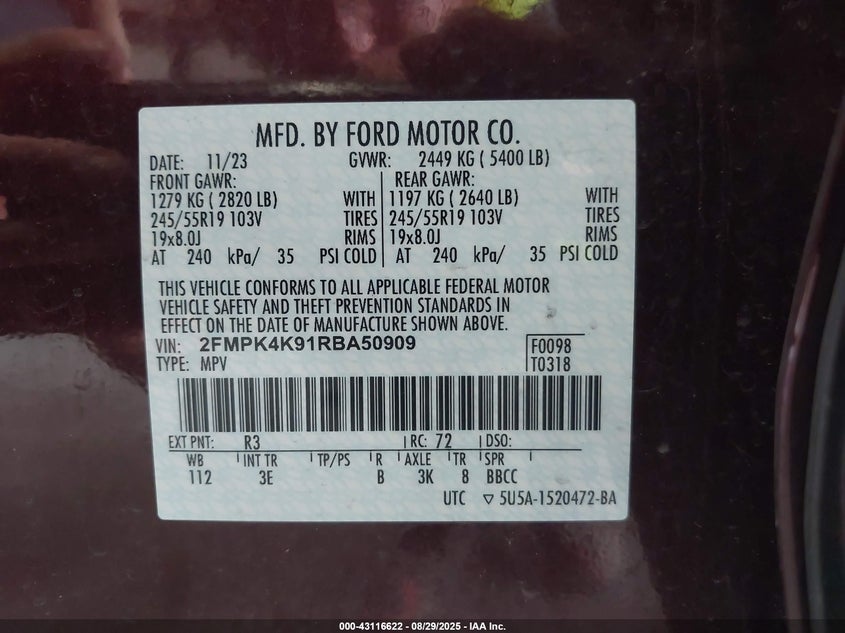 MFD. BY FORD MOTOR CO.
DATE: 11/23 GVWR: 2449 KG ( 5400 LB)
FRONT GAWR: REAR GAWR:
1279 KG ( 2820 LB) WITH 1197 KG ( 2640 LB) WITH
245/55R19 103V TIRES 245/55R19 103V TIRES
19x8.0J RIMS 19x8.0J RIMS
AT 240 kPa/ 35 PSI COLD AT 240 kPa/ 35 PSI COLD
THIS VEHICLE CONFORMS TO ALL APPLICABLE FEDERAL MOTOR
VEHICLE SAFETY AND THEFT PREVENTION STANDARDS IN
EFFECT ON THE DATE OF MANUFACTURE SHOWN ABOVE.
VIN: 2FMPK4K91RBA50909 F0098
TYPE: MPV T0318
EXT PNT: R3 RC: 72 DSO:
WB INT TR TP/PS R AXLE TR SPR
112 3E B 3K 8 BBCC
UTC ▽ 5U5A-1520472-BA
000-43116622 - 08/29/2025 - IAA Inc.